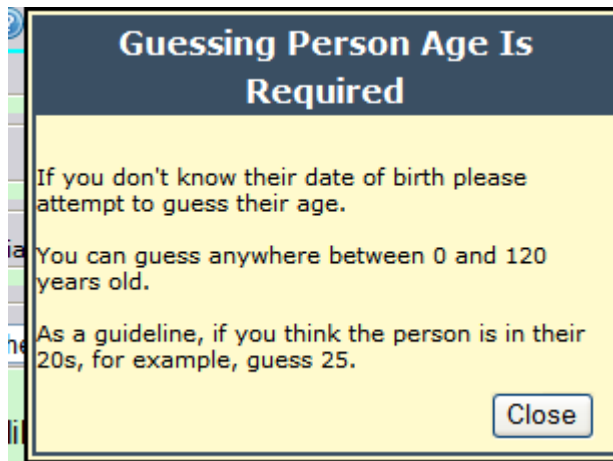 Guessing Person Age Is
Required
If you don't know their date of birth please
attempt to guess their age.
You can guess anywhere between 0 and 120
years old.
As a guideline, if you think the person is in their
20s, for example, guess 25.
Close